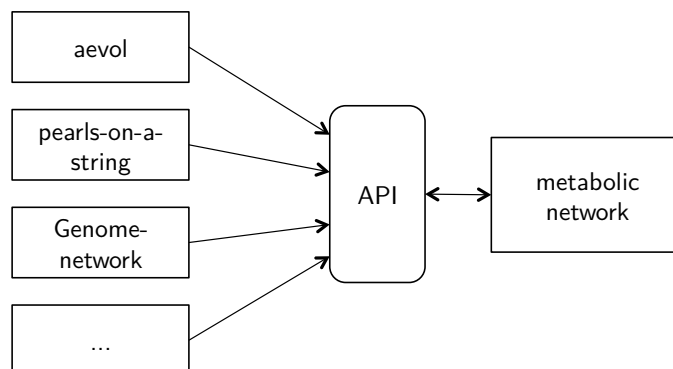 aevol
pearls-on-a-
string
Genome-
network
...
API
metabolic
network